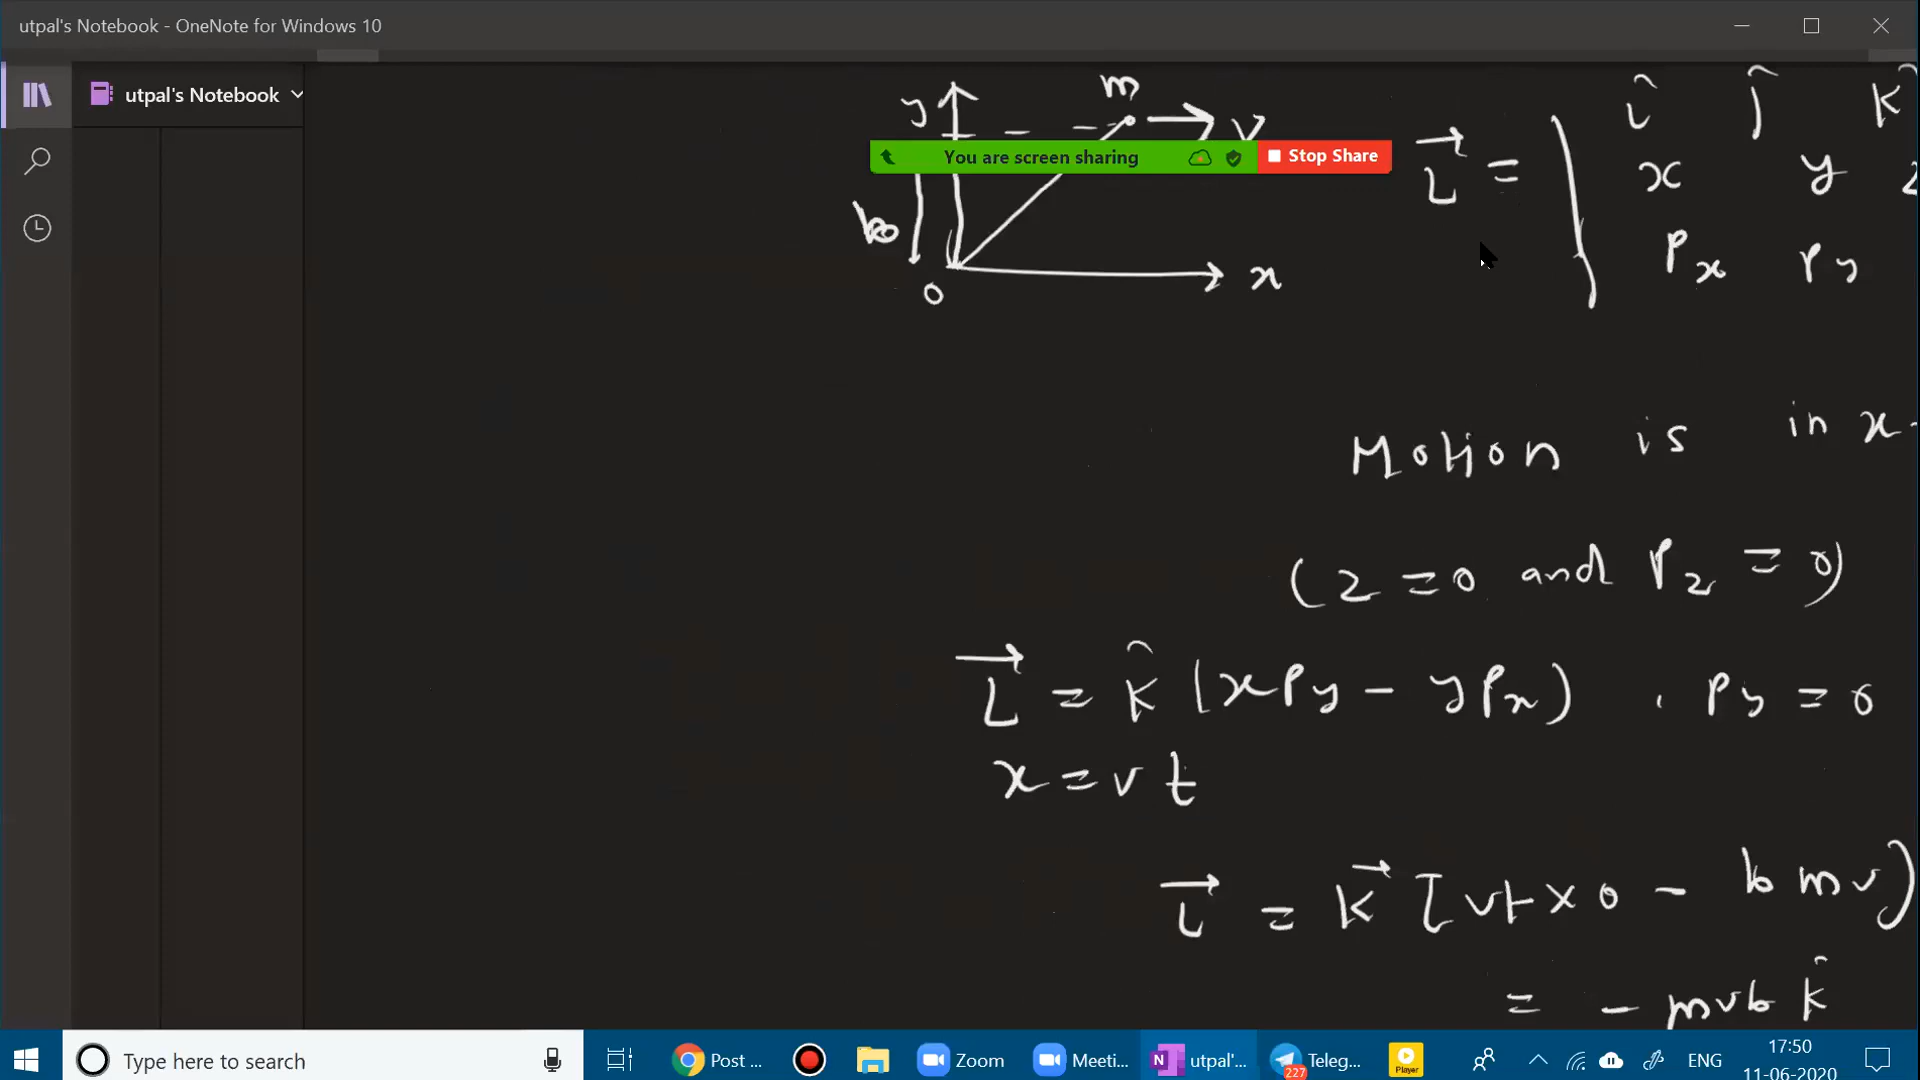 utpal's Notebook - OneNote for Windows 10
utpal's Notebook
y m v
You are screen sharing
Stop Share
b
o x
L⃗ = | î ĵ k̂
x y z
Px Py
Motion is in x-
(z = 0 and Pz = 0)
L⃗ = k̂ (xPy - yPx) , Py = 0
x = v t
L⃗ = k⃗ [vt x 0 - b m v)
= - mvb k̂
Type here to search
Post ...
Zoom
Meeti...
utpal'...
Teleg...
227
Player
ENG
17:50
11-06-2020